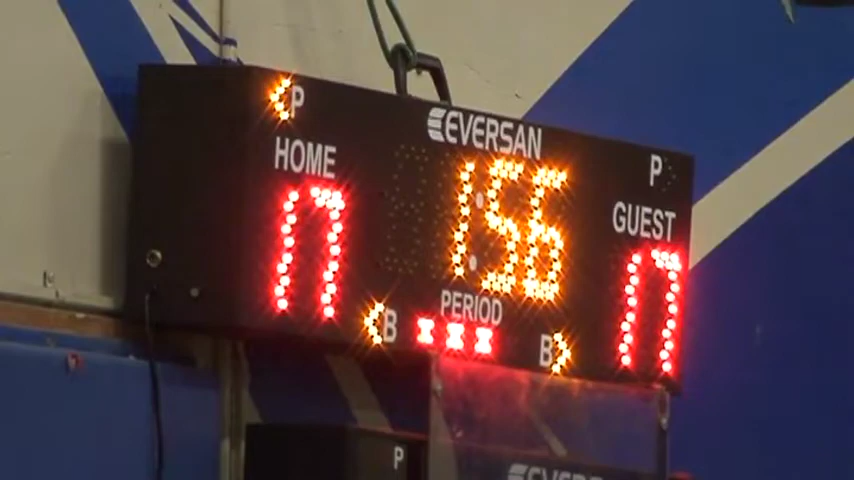 P
EVERSAN
HOME 1:56 P
17 GUEST
17
B PERIOD B
P